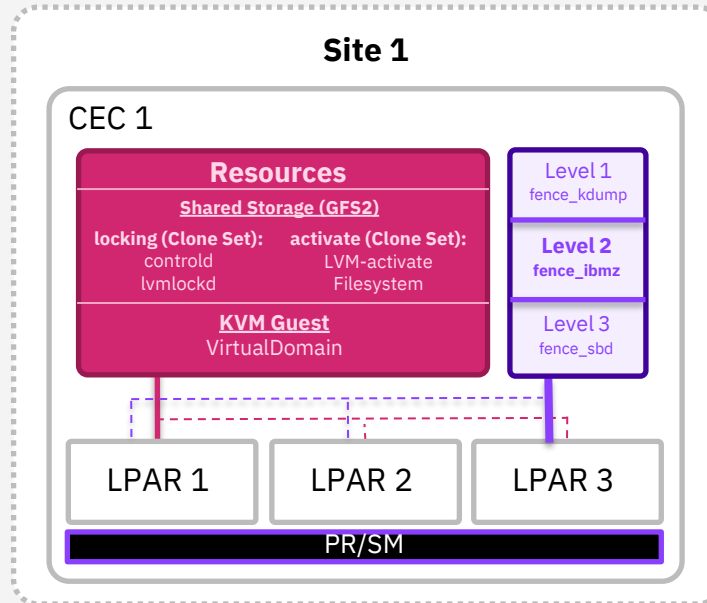 Site 1
CEC 1
Resources
Shared Storage (GFS2)
locking (Clone Set):
controld
lvmlockd
activate (Clone Set):
LVM-activate
Filesystem
KVM Guest
VirtualDomain
Level 1
fence_kdump
Level 2
fence_ibmz
Level 3
fence_sbd
LPAR 1
LPAR 2
LPAR 3
PR/SM